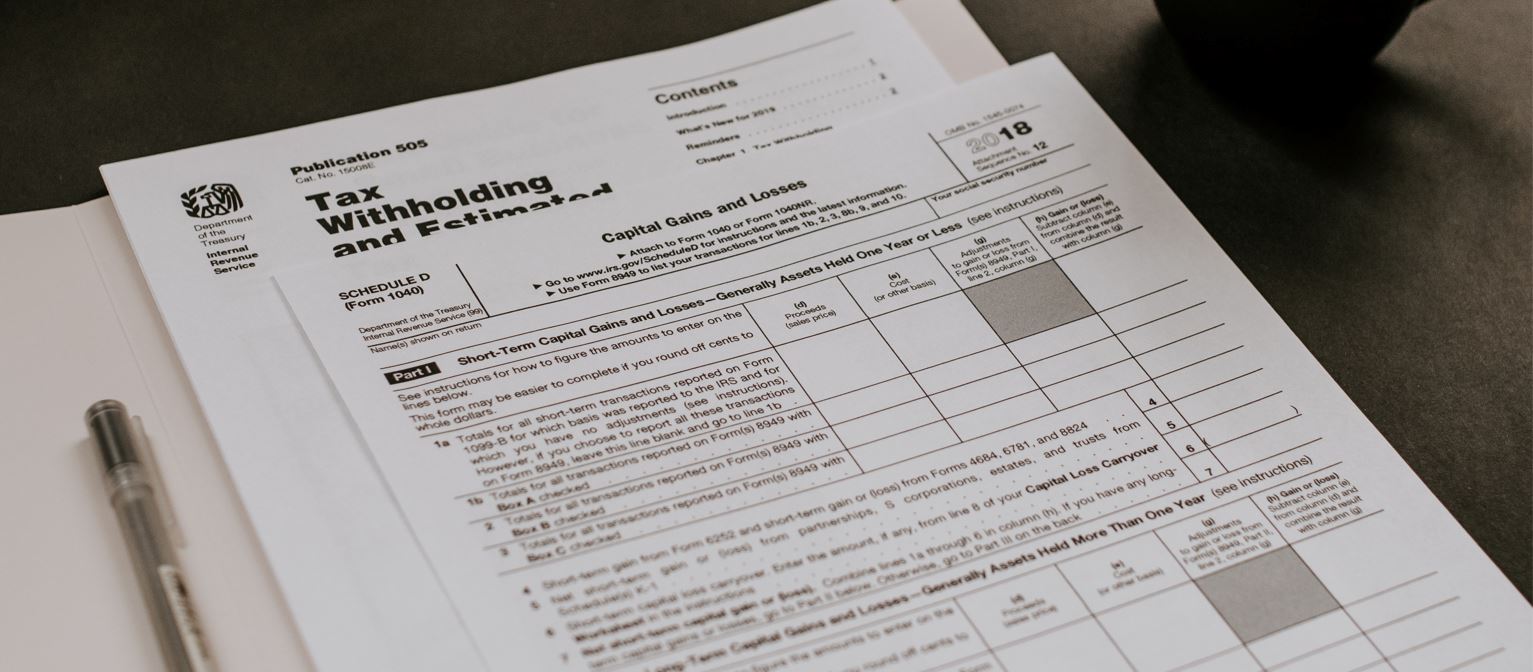 Publication 505
Cat. No. 15008E
Tax
Withholding
and Estimated
Department
of the
Treasury
Internal
Revenue
Service
Contents
Introduction 1
What's New for 2019 2
Reminders 2
Chapter 1 Tax Withholding
SCHEDULE D
(Form 1040)
Department of the Treasury
Internal Revenue Service (99)
Name(s) shown on return
Capital Gains and Losses
► Attach to Form 1040 or Form 1040NR.
► Go to www.irs.gov/ScheduleD for instructions and the latest information.
► Use Form 8949 to list your transactions for lines 1b, 2, 3, 8b, 9, and 10.
OMB No. 1545-0074
2018
Attachment
Sequence No. 12
Your social security number
Part I Short-Term Capital Gains and Losses—Generally Assets Held One Year or Less (see instructions)
See instructions for how to figure the amounts to enter on the
lines below.
This form may be easier to complete if you round off cents to
whole dollars.
(d)
Proceeds
(sales price)
(e)
Cost
(or other basis)
(g)
Adjustments
to gain or loss from
Form(s) 8949, Part I,
line 2, column (g)
(h) Gain or (loss)
Subtract column (e)
from column (d) and
combine the result
with column (g)
1a Totals for all short-term transactions reported on Form
1099-B for which basis was reported to the IRS and for
which you have no adjustments (see instructions).
However, if you choose to report all these transactions
on Form 8949, leave this line blank and go to line 1b
1b Totals for all transactions reported on Form(s) 8949 with
Box A checked
2 Totals for all transactions reported on Form(s) 8949 with
Box B checked
3 Totals for all transactions reported on Form(s) 8949 with
Box C checked
4 Short-term gain from Form 6252 and short-term gain or (loss) from Forms 4684, 6781, and 8824 4
5 Net short-term gain or (loss) from partnerships, S corporations, estates, and trusts from
Schedule(s) K-1 5
6 Short-term capital loss carryover. Enter the amount, if any, from line 8 of your Capital Loss Carryover
Worksheet in the instructions 6 ( )
7 Net short-term capital gain or (loss). Combine lines 1a through 6 in column (h). If you have any long-
term capital gains or losses, go to Part II below. Otherwise, go to Part III on the back 7
Long-Term Capital Gains and Losses—Generally Assets Held More Than One Year (see instructions)
figure the amounts to enter on the
you round off cents to
(d)
Proceeds
(sales price)
(e)
Cost
(or other basis)
(g)
Adjustments
to gain or loss from
Form(s) 8949, Part II,
line 2, column (g)
(h) Gain or (loss)
Subtract column (e)
from column (d) and
combine the result
with column (g)
Form